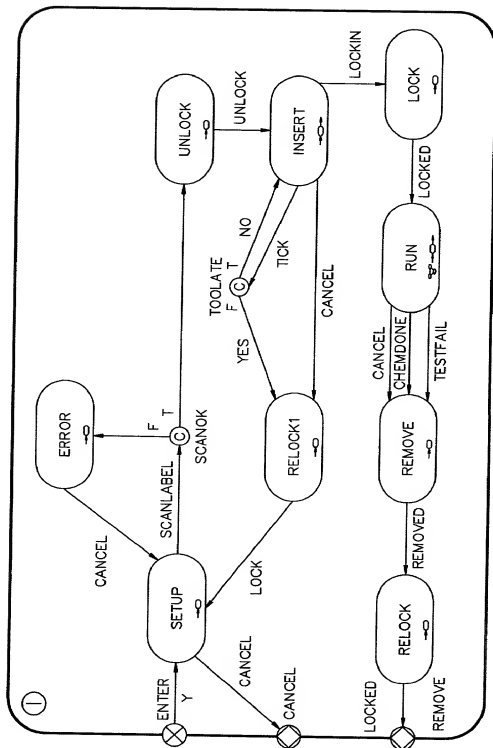 I
ERROR
CANCEL
F
T
C
SCANOK
SCANLABEL
UNLOCK
UNLOCK
ENTER
Y
SETUP
TOOLATE
F
T
C
NO
TICK
YES
INSERT
LOCKIN
CANCEL
RELOCK1
LOCK
CANCEL
CANCEL
LOCK
LOCKED
RUN
CANCEL
CHEMDONE
TESTFAIL
REMOVE
REMOVED
RELOCK
LOCKED
REMOVE